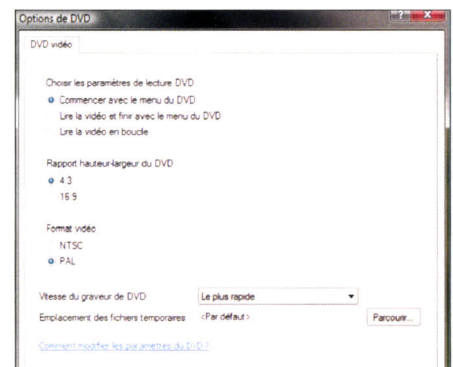 Options de DVD
DVD vidéo
Choisir les paramètres de lecture DVD
Commencer avec le menu du DVD
Lire la vidéo et finir avec le menu du DVD
Lire la vidéo en boucle
Rapport hauteur-largeur du DVD
4:3
16:9
Format vidéo
NTSC
PAL
Vitesse du graveur de DVD Le plus rapide
Emplacement des fichiers temporaires <Par défaut> Parcourir...
Comment modifier les paramètres du DVD ?